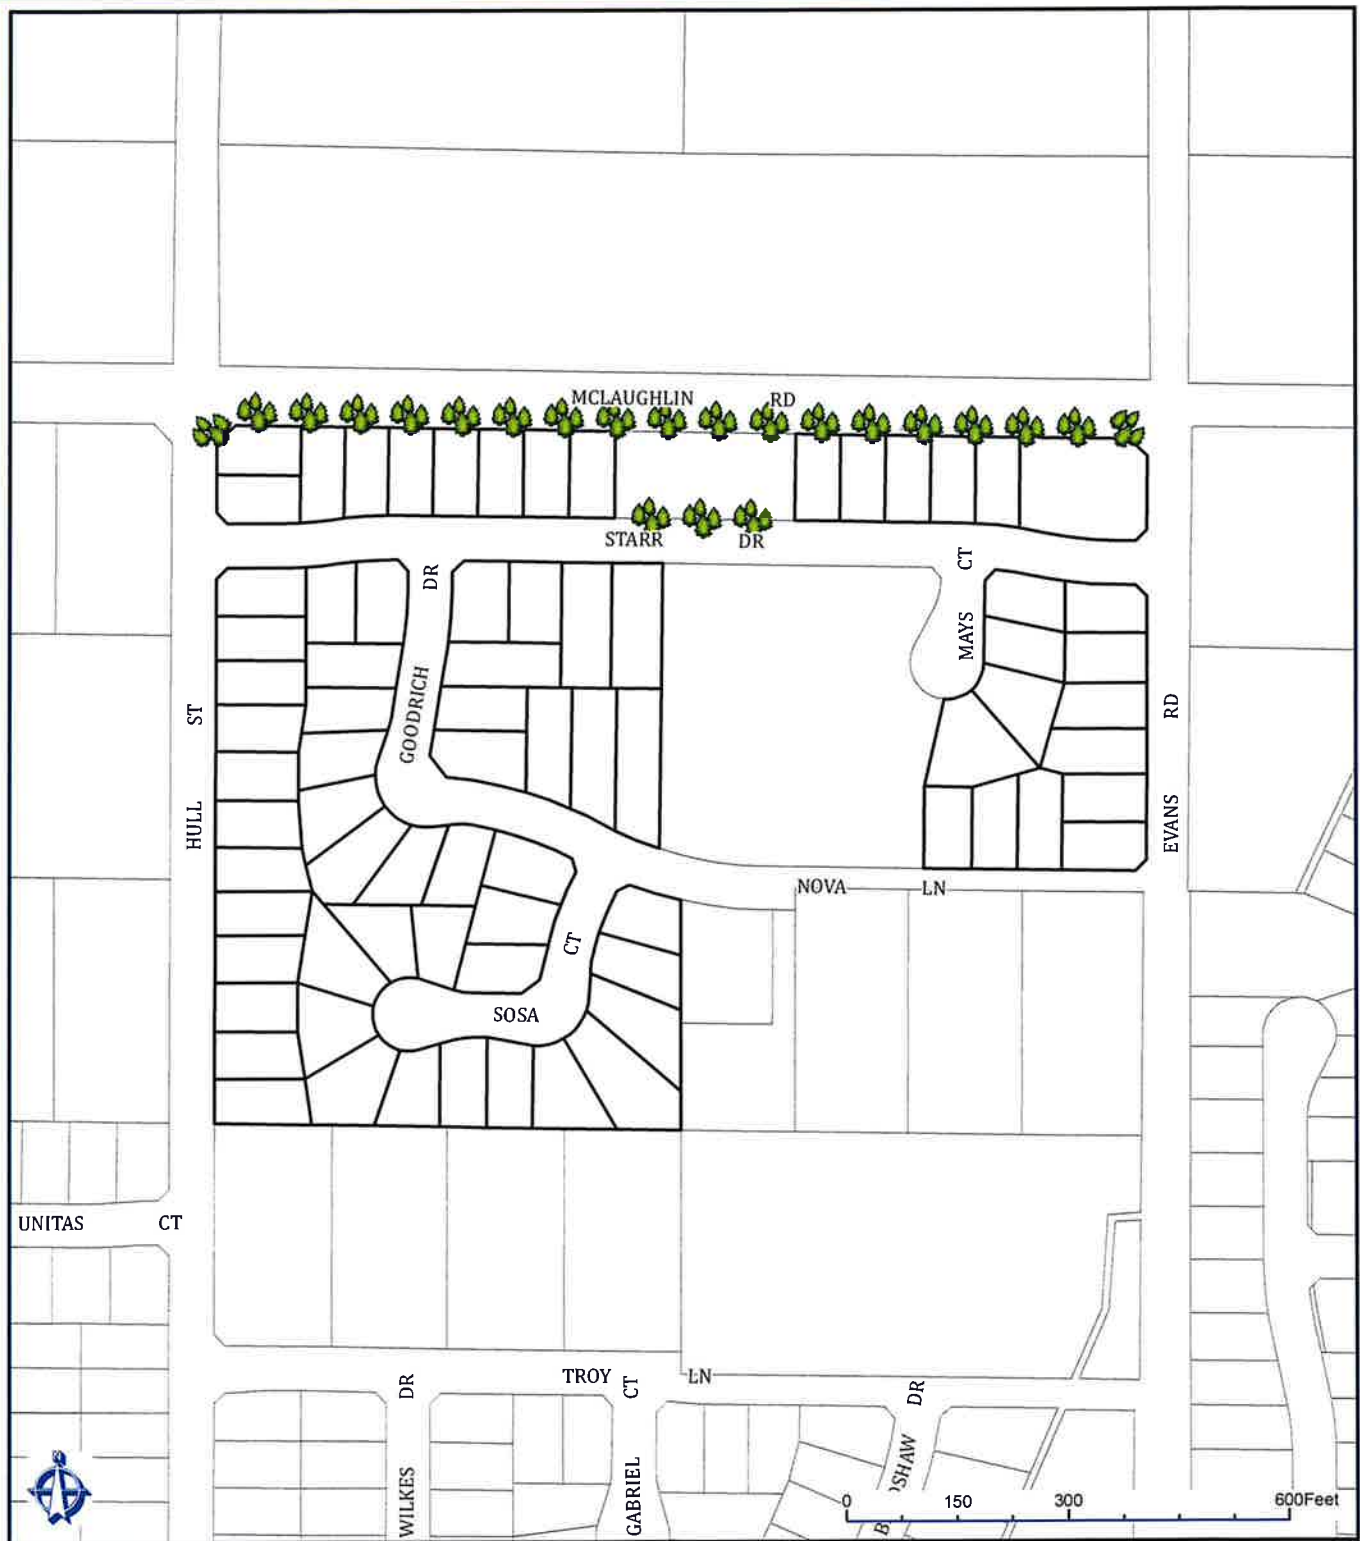 MCLAUGHLIN RD
STARR DR
DR
CT
MAYS
GOODRICH
ST
RD
HULL
EVANS
NOVA LN
CT
SOSA
UNITAS CT
TROY LN
DR
CT
DR
WILKES
GABRIEL
0 150 300 600Feet